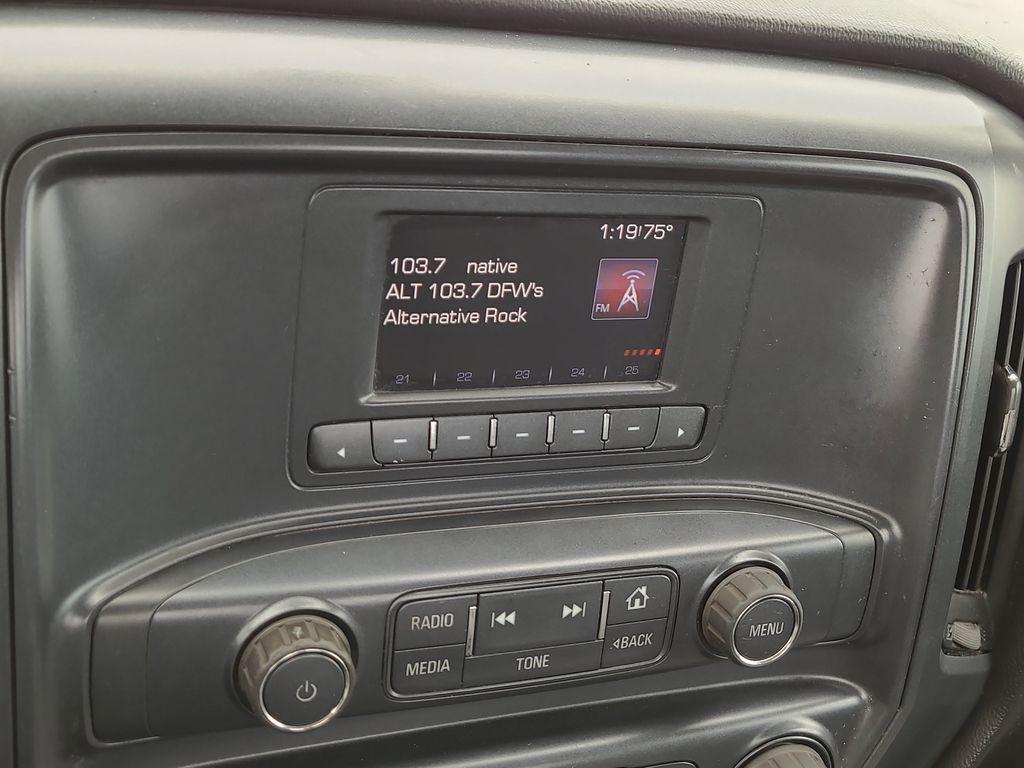 1:19 75°
103.7 native
ALT 103.7 DFW's
Alternative Rock
FM
21 22 23 24 25
RADIO
MEDIA
TONE
BACK
MENU